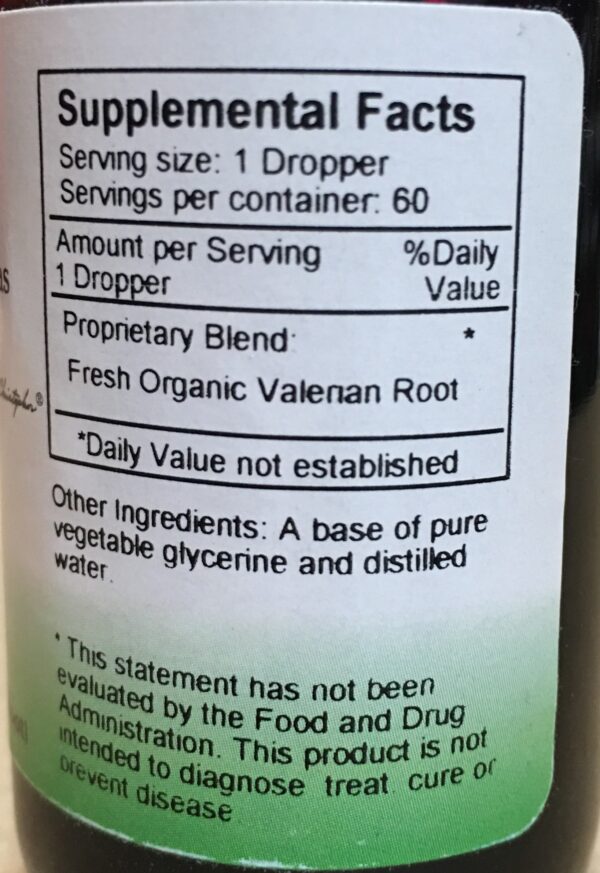 Supplemental Facts
Serving size: 1 Dropper
Servings per container: 60
Amount per Serving %Daily
1 Dropper Value
Proprietary Blend: *
Fresh Organic Valerian Root
*Daily Value not established
Other Ingredients: A base of pure
vegetable glycerine and distilled
water.
* This statement has not been
evaluated by the Food and Drug
Administration. This product is not
intended to diagnose treat cure or
prevent disease